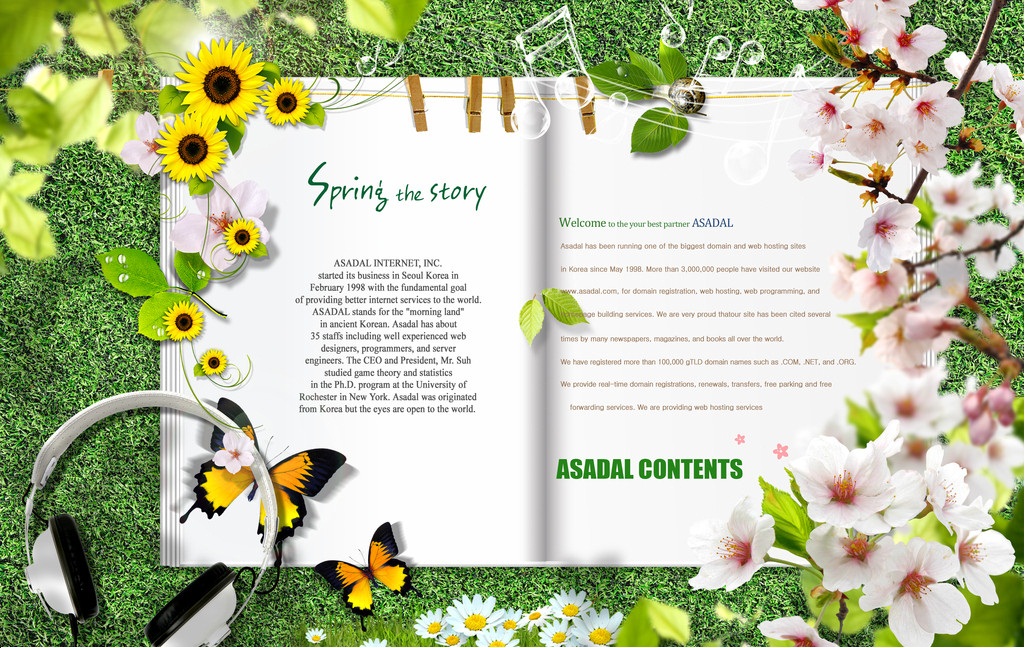 Spring the story
ASADAL INTERNET, INC.
started its business in Seoul Korea in
February 1998 with the fundamental goal
of providing better internet services to the world.
ASADAL stands for the "morning land"
in ancient Korean. Asadal has about
35 staffs including well experienced web
designers, programmers, and server
engineers. The CEO and President, Mr. Suh
studied game theory and statistics
in the Ph.D. program at the University of
Rochester in New York. Asadal was originated
from Korea but the eyes are open to the world.
Welcome to the your best partner ASADAL
Asadal has been running one of the biggest domain and web hosting sites
in Korea since May 1998. More than 3,000,000 people have visited our website
www.asadal.com, for domain registration, web hosting, web programming, and
building services. We are very proud thatour site has been cited several
times by many newspapers, magazines, and books all over the world.
We have registered more than 100,000 gTLD domain names such as .COM, .NET, and .ORG.
We provide real-time domain registrations, renewals, transfers, free parking and free
forwarding services. We are providing web hosting services
ASADAL CONTENTS